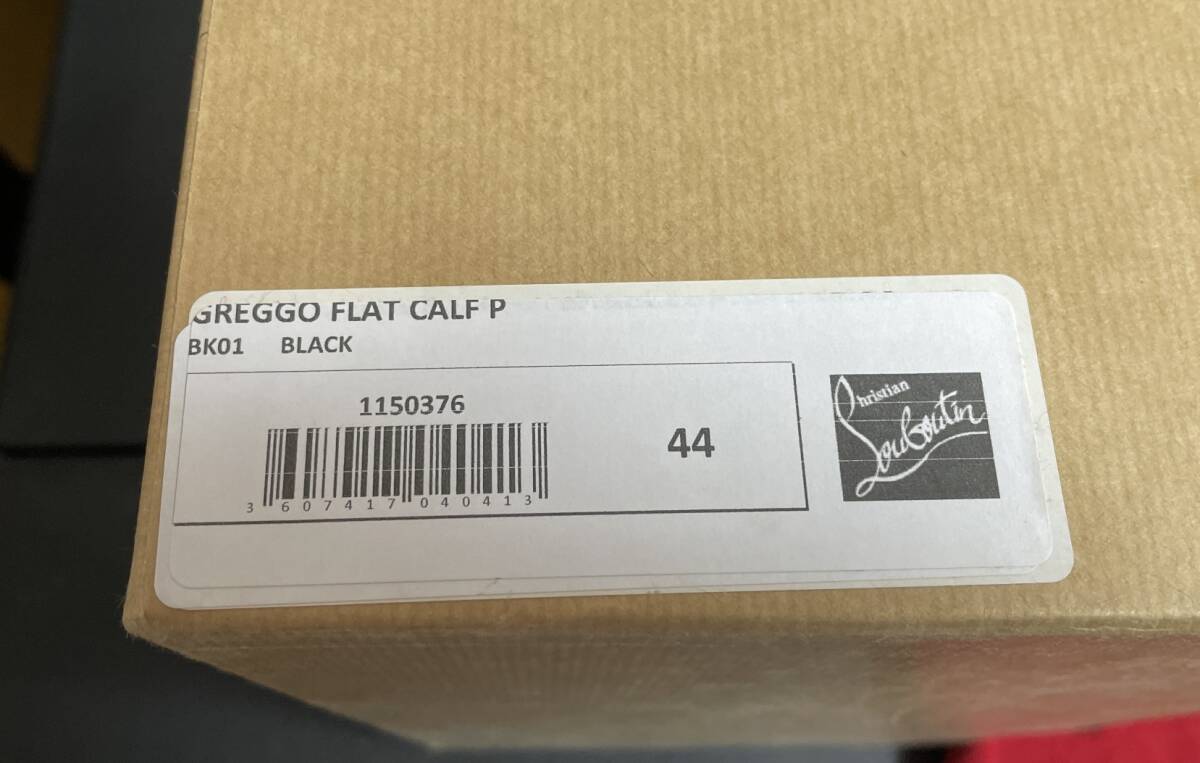 GREGGO FLAT CALF P
BK01 BLACK
1150376
3 607417 040413
44
Christian
Louboutin